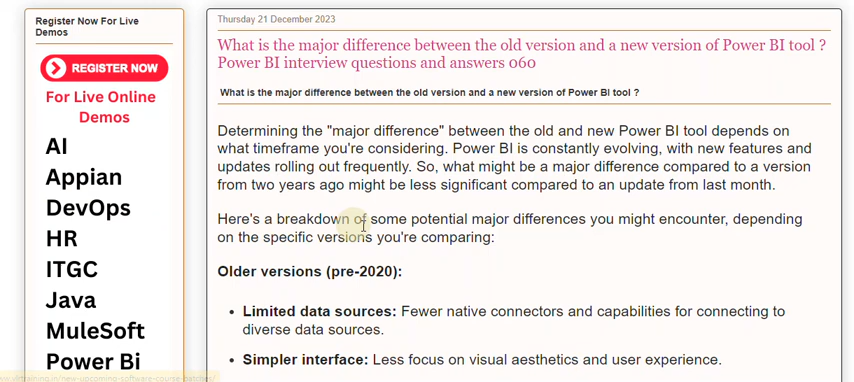 Register Now For Live
Demos
REGISTER NOW
For Live Online
Demos
AI
Appian
DevOps
HR
ITGC
Java
MuleSoft
Power Bi
Thursday 21 December 2023
What is the major difference between the old version and a new version of Power BI tool ?
Power BI interview questions and answers 060
What is the major difference between the old version and a new version of Power BI tool ?
Determining the "major difference" between the old and new Power BI tool depends on
what timeframe you're considering. Power BI is constantly evolving, with new features and
updates rolling out frequently. So, what might be a major difference compared to a version
from two years ago might be less significant compared to an update from last month.
Here's a breakdown of some potential major differences you might encounter, depending
on the specific versions you're comparing:
Older versions (pre-2020):
• Limited data sources: Fewer native connectors and capabilities for connecting to
diverse data sources.
• Simpler interface: Less focus on visual aesthetics and user experience.